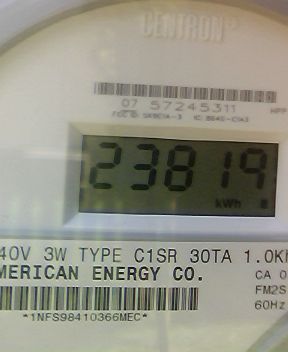 CENTRON®
07 57245311
23819
kWh
40V 3W TYPE C1SR 30TA 1.0K
MERICAN ENERGY CO.
CA 0
FM2S
60Hz
*1NFS98410366MEC*